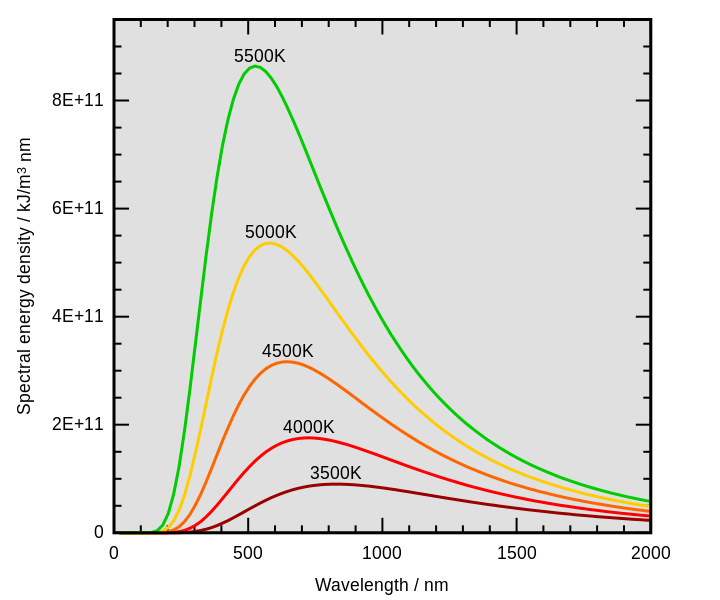 5500K
8E+11
6E+11
5000K
4E+11
4500K
2E+11
4000K
3500K
0
0 500 1000 1500 2000
Wavelength / nm
Spectral energy density / kJ/m³ nm